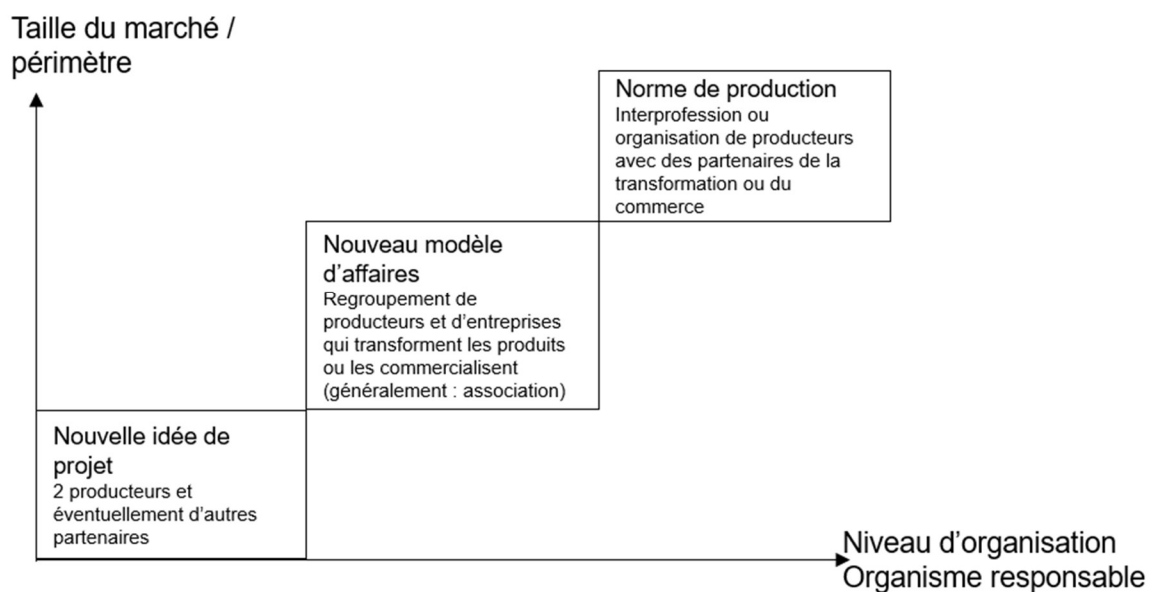 Taille du marché /
périmètre
Norme de production
Interprofession ou
organisation de producteurs
avec des partenaires de la
transformation ou du
commerce
Nouveau modèle
d’affaires
Regroupement de
producteurs et d’entreprises
qui transforment les produits
ou les commercialisent
(généralement : association)
Nouvelle idée de
projet
2 producteurs et
éventuellement d’autres
partenaires
Niveau d’organisation
Organisme responsable